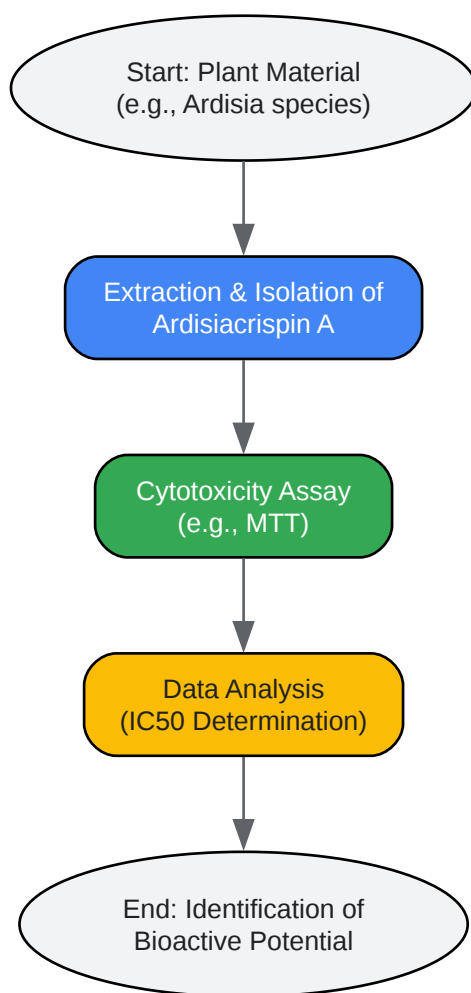 Start: Plant Material
(e.g., Ardisia species)
Extraction & Isolation of
Ardisiacrispin A
Cytotoxicity Assay
(e.g., MTT)
Data Analysis
(IC50 Determination)
End: Identification of
Bioactive Potential